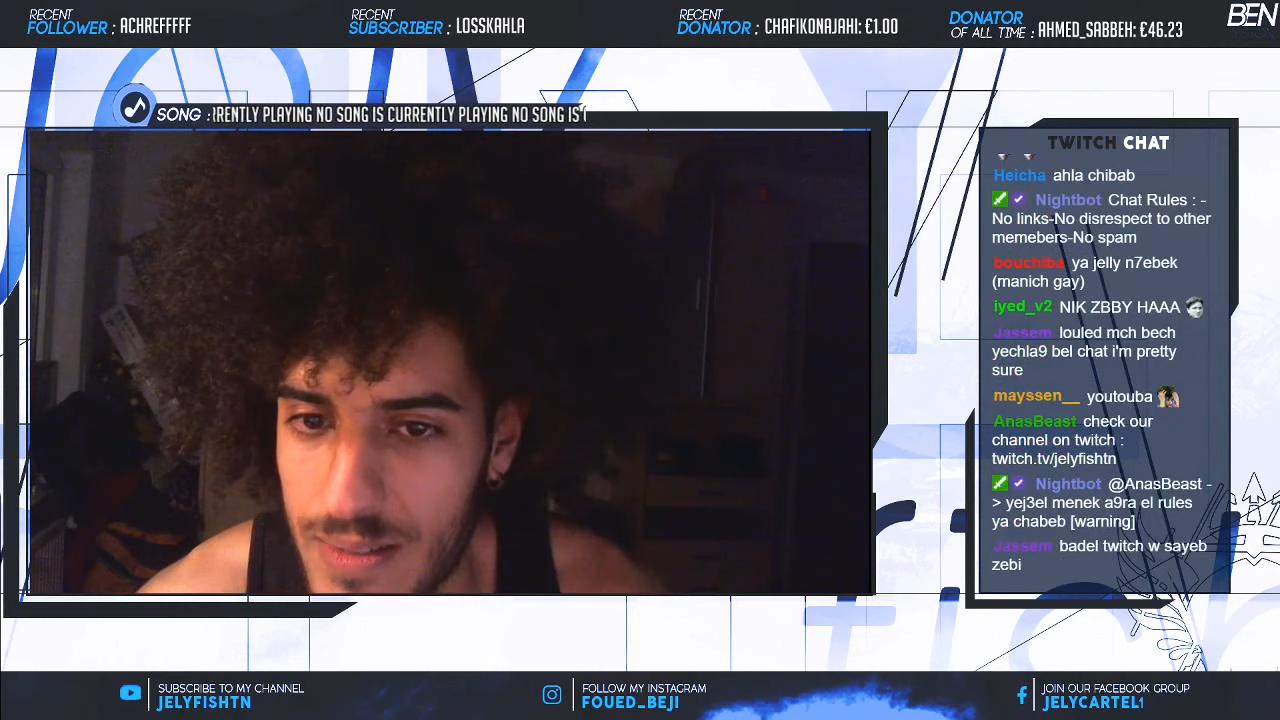 RECENT
FOLLOWER : ACHREFFFFF
RECENT
SUBSCRIBER : LOSSKAHLA
RECENT
DONATOR : CHAFIKONAJAHI: €1.00
DONATOR
OF ALL TIME : AHMED_SABBEH: €46.23
BEN
SONG : RENTLY PLAYING NO SONG IS CURRENTLY PLAYING NO SONG IS
TWITCH CHAT
Heicha ahla chibab
Nightbot Chat Rules : -
No links-No disrespect to other
memebers-No spam
bouchiba ya jelly n7ebek
(manich gay)
iyed_v2 NIK ZBBY HAAA
Jassem louled mch bech
yechla9 bel chat i'm pretty
sure
mayssen__ youtouba
AnasBeast check our
channel on twitch :
twitch.tv/jelyfishtn
Nightbot @AnasBeast -
> yej3el menek a9ra el rules
ya chabeb [warning]
Jassem badel twitch w sayeb
zebi
SUBSCRIBE TO MY CHANNEL
JELYFISHTN
FOLLOW MY INSTAGRAM
FOUED_BEJI
JOIN OUR FACEBOOK GROUP
JELYCARTEL1